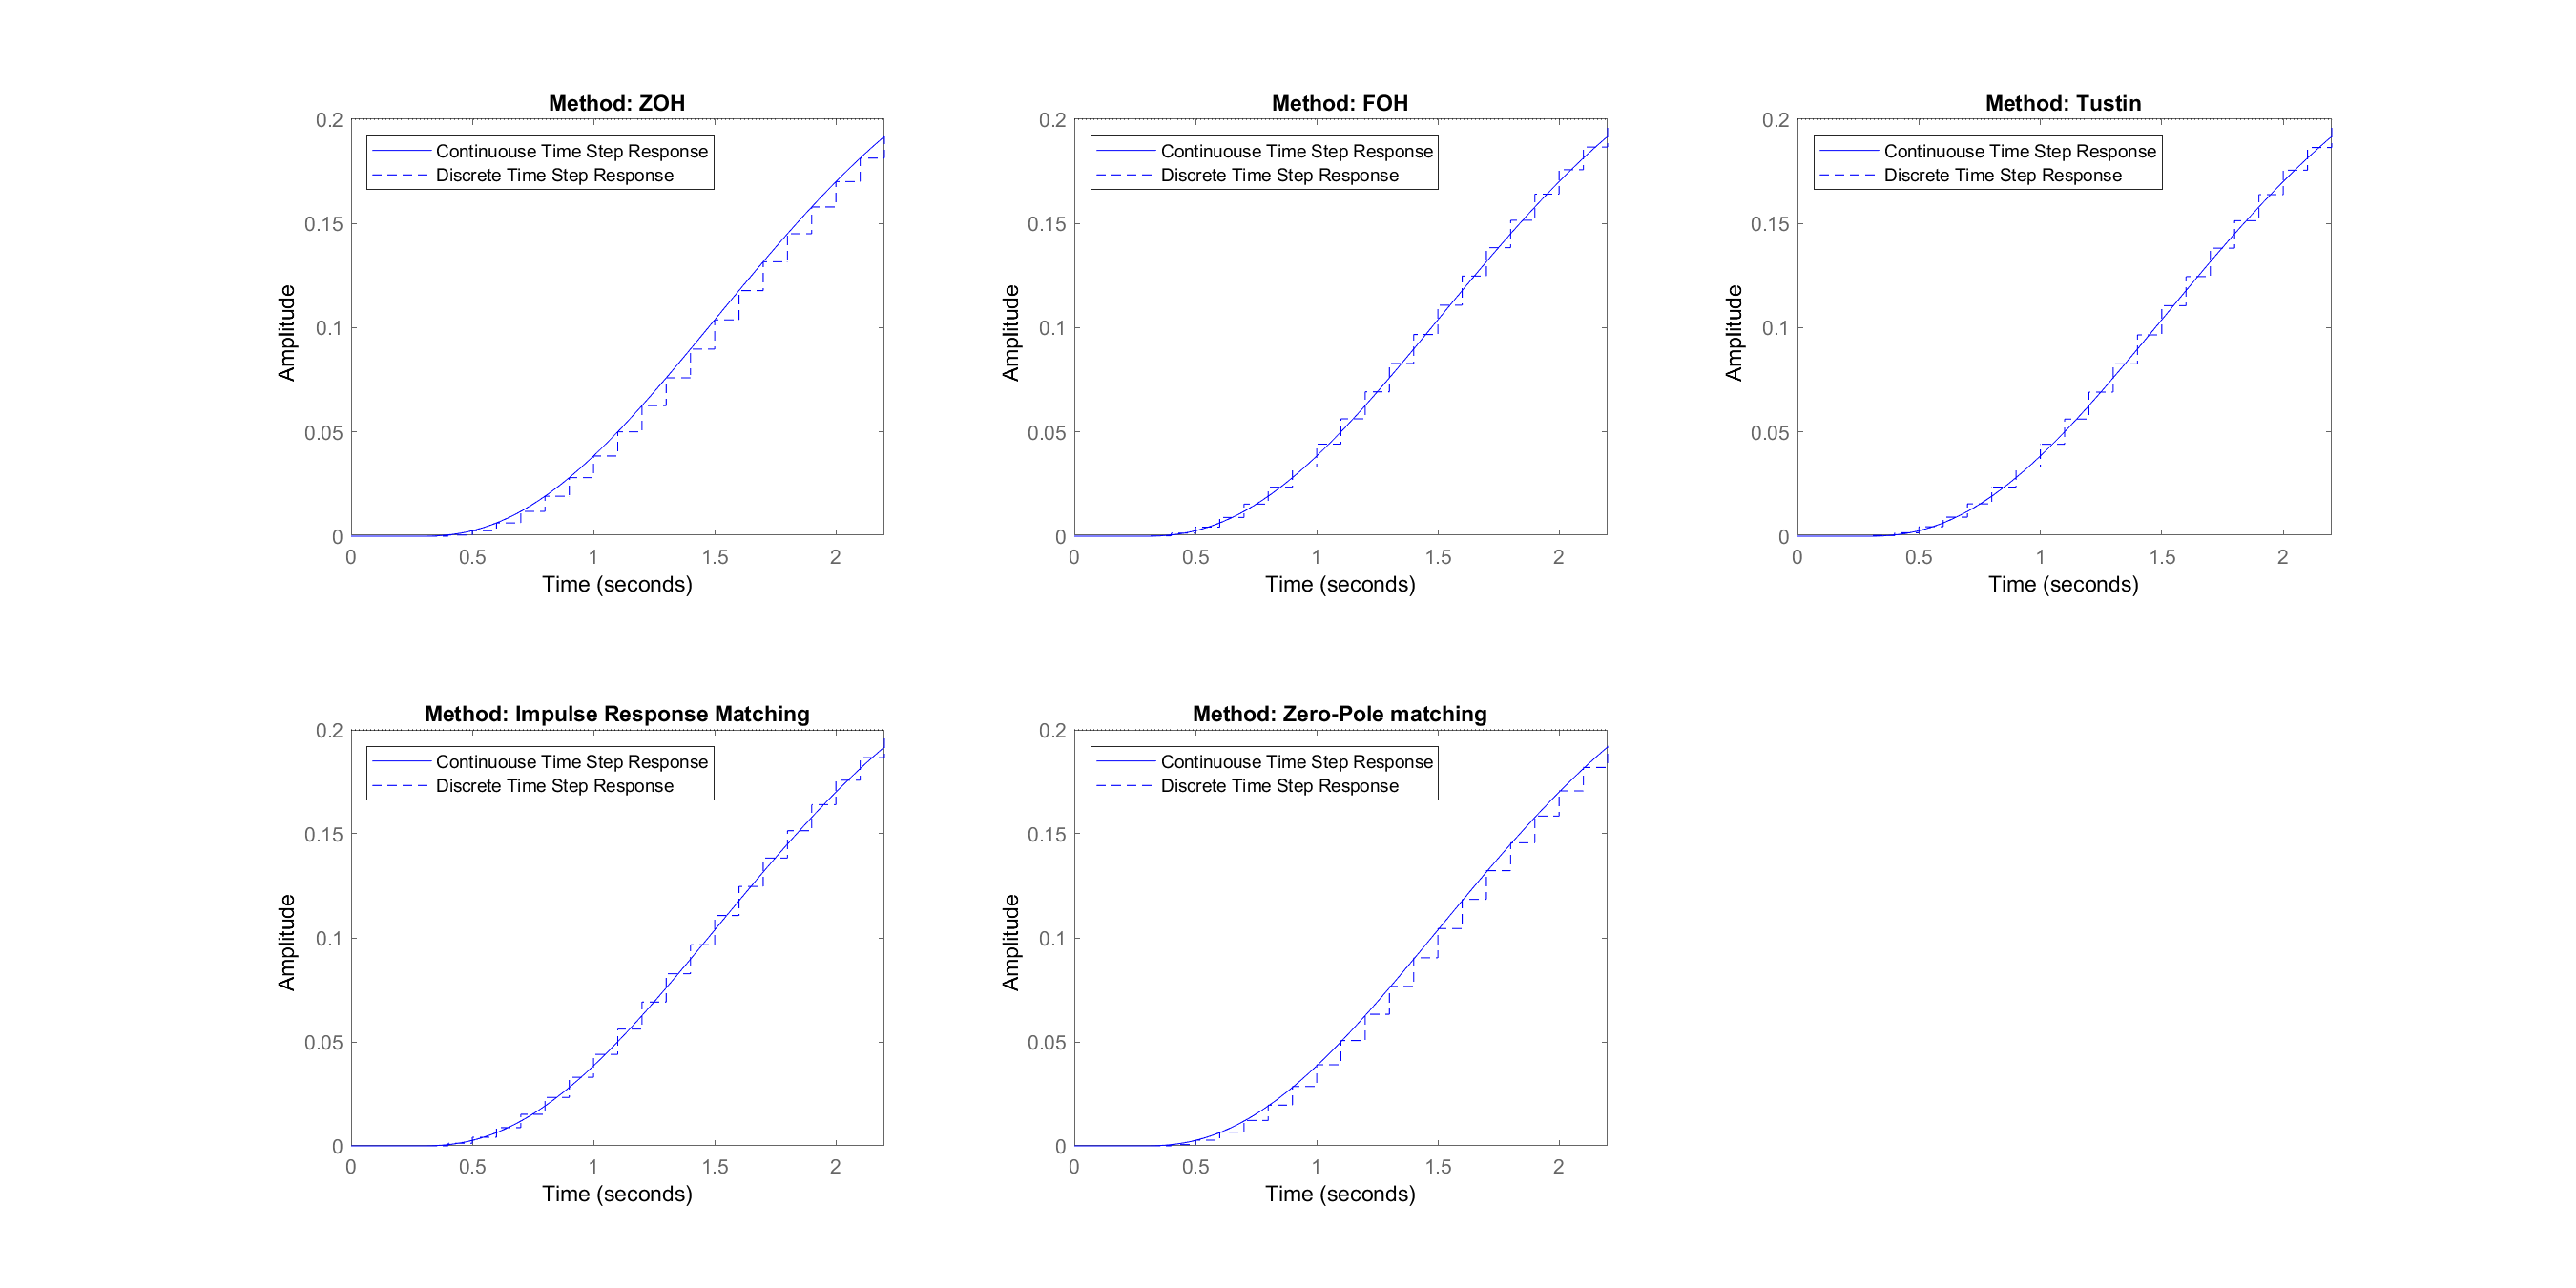 Method: ZOH
Continuouse Time Step Response
Discrete Time Step Response
Amplitude
0.2
0.15
0.1
0.05
0
0
0.5
1
1.5
2
Time (seconds)
Method: FOH
Continuouse Time Step Response
Discrete Time Step Response
Amplitude
0.2
0.15
0.1
0.05
0
0
0.5
1
1.5
2
Time (seconds)
Method: Tustin
Continuouse Time Step Response
Discrete Time Step Response
Amplitude
0.2
0.15
0.1
0.05
0
0
0.5
1
1.5
2
Time (seconds)
Method: Impulse Response Matching
Continuouse Time Step Response
Discrete Time Step Response
Amplitude
0.2
0.15
0.1
0.05
0
0
0.5
1
1.5
2
Time (seconds)
Method: Zero-Pole matching
Continuouse Time Step Response
Discrete Time Step Response
Amplitude
0.2
0.15
0.1
0.05
0
0
0.5
1
1.5
2
Time (seconds)